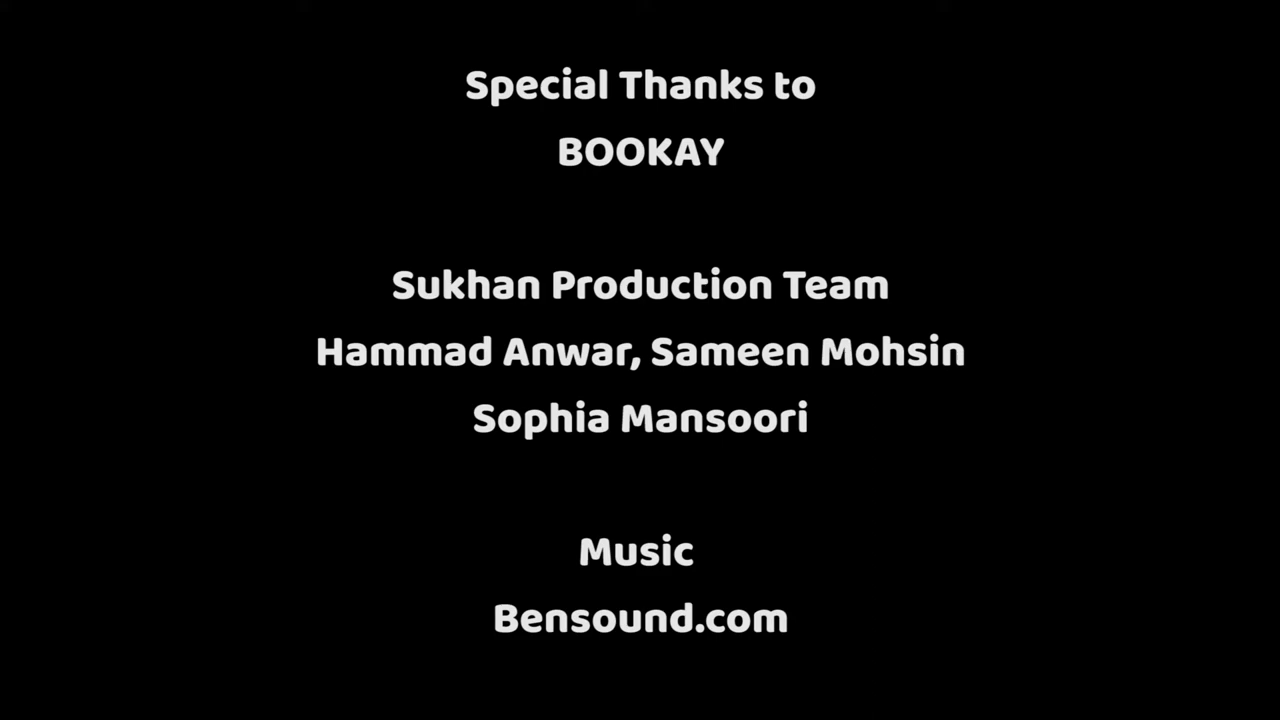 Special Thanks to
BOOKAY
Sukhan Production Team
Hammad Anwar, Sameen Mohsin
Sophia Mansoori
Music
Bensound.com